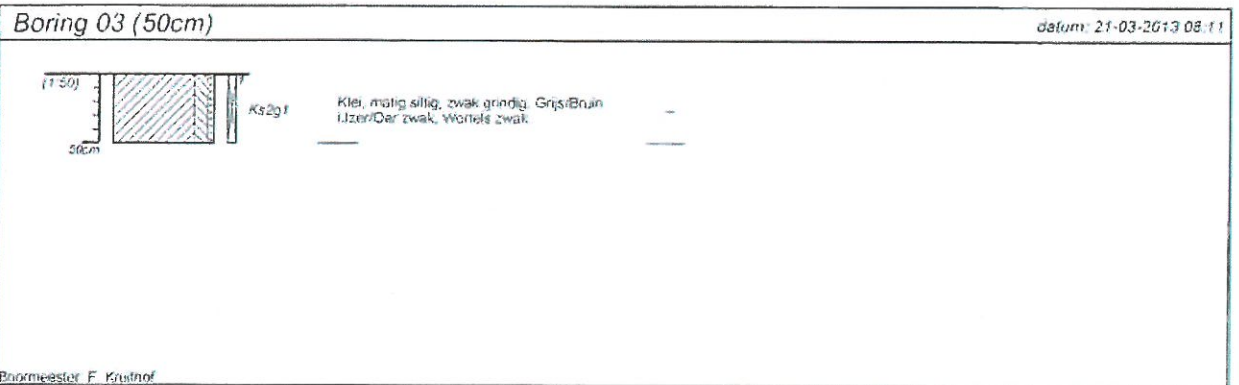 Boring 03 (50cm)
datum: 21-03-2013 08:11
(1:50)
Ks2g1
Klei, matig siltig, zwak grindig. Grijs/Bruin
IJzer/Oer zwak, Wortels zwak
50cm
Boormeester F. Kruithof